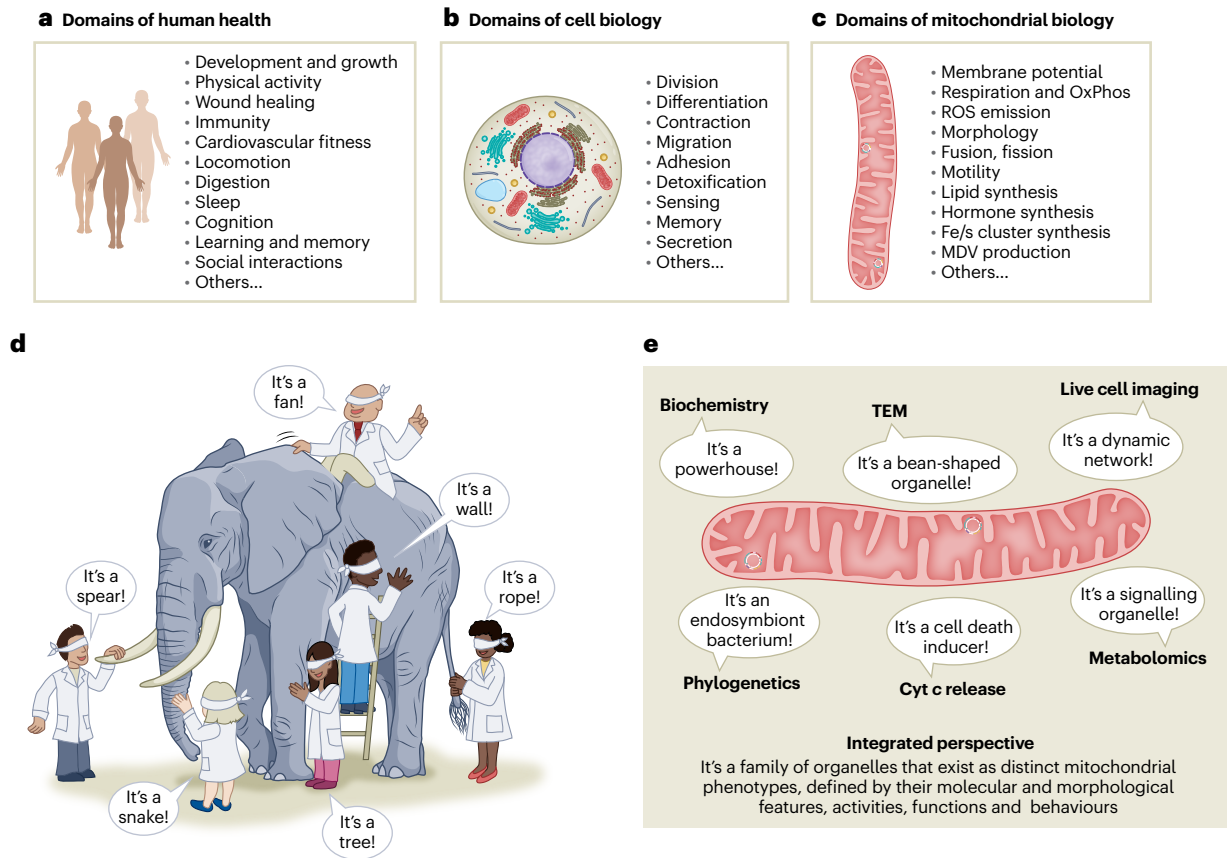 a Domains of human health
• Development and growth
• Physical activity
• Wound healing
• Immunity
• Cardiovascular fitness
• Locomotion
• Digestion
• Sleep
• Cognition
• Learning and memory
• Social interactions
• Others...
b Domains of cell biology
• Division
• Differentiation
• Contraction
• Migration
• Adhesion
• Detoxification
• Sensing
• Memory
• Secretion
• Others...
c Domains of mitochondrial biology
• Membrane potential
• Respiration and OxPhos
• ROS emission
• Morphology
• Fusion, fission
• Motility
• Lipid synthesis
• Hormone synthesis
• Fe/s cluster synthesis
• MDV production
• Others...
d
It's a
fan!
It's a
wall!
It's a
spear!
It's a
rope!
It's a
snake!
It's a
tree!
e
Biochemistry
It's a
powerhouse!
TEM
It's a bean-shaped
organelle!
Live cell imaging
It's a dynamic
network!
It's an
endosymbiont
bacterium!
Phylogenetics
It's a cell death
inducer!
Cyt c release
It's a signalling
organelle!
Metabolomics
Integrated perspective
It's a family of organelles that exist as distinct mitochondrial
phenotypes, defined by their molecular and morphological
features, activities, functions and behaviours